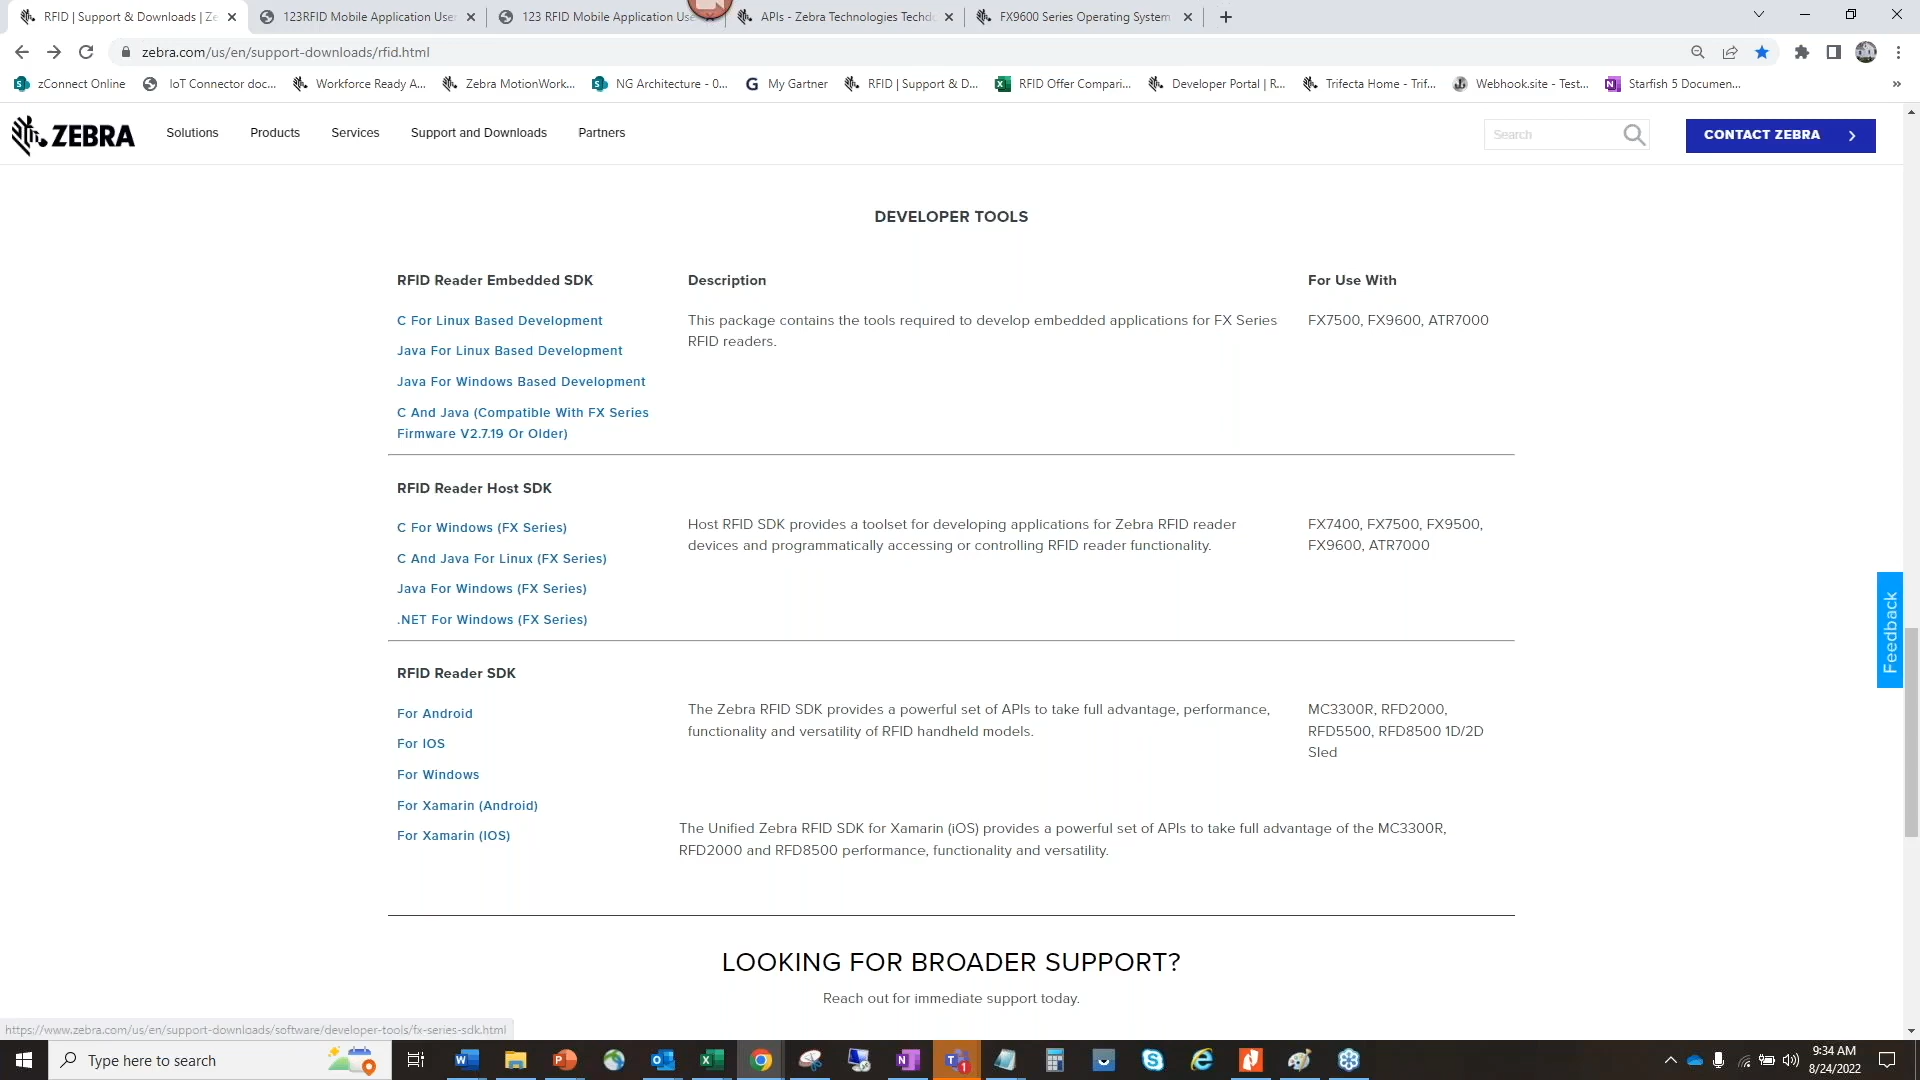 RFID | Support & Downloads | Ze
123RFID Mobile Application User
123 RFID Mobile Application Use
APIs - Zebra Technologies Techdo
FX9600 Series Operating System
zebra.com/us/en/support-downloads/rfid.html
zConnect Online
IoT Connector doc...
Workforce Ready A...
Zebra MotionWork...
NG Architecture - 0...
My Gartner
RFID | Support & D...
RFID Offer Compari...
Developer Portal | R...
Trifecta Home - Trif...
Webhook.site - Test...
Starfish 5 Documen...
ZEBRA
Solutions
Products
Services
Support and Downloads
Partners
Search
CONTACT ZEBRA
DEVELOPER TOOLS
RFID Reader Embedded SDK
Description
For Use With
C For Linux Based Development
Java For Linux Based Development
Java For Windows Based Development
C And Java (Compatible With FX Series
Firmware V2.7.19 Or Older)
This package contains the tools required to develop embedded applications for FX Series
RFID readers.
FX7500, FX9600, ATR7000
RFID Reader Host SDK
C For Windows (FX Series)
C And Java For Linux (FX Series)
Java For Windows (FX Series)
.NET For Windows (FX Series)
Host RFID SDK provides a toolset for developing applications for Zebra RFID reader
devices and programmatically accessing or controlling RFID reader functionality.
FX7400, FX7500, FX9500,
FX9600, ATR7000
RFID Reader SDK
For Android
For IOS
For Windows
For Xamarin (Android)
For Xamarin (IOS)
The Zebra RFID SDK provides a powerful set of APIs to take full advantage, performance,
functionality and versatility of RFID handheld models.
MC3300R, RFD2000,
RFD5500, RFD8500 1D/2D
Sled
The Unified Zebra RFID SDK for Xamarin (iOS) provides a powerful set of APIs to take full advantage of the MC3300R,
RFD2000 and RFD8500 performance, functionality and versatility.
Feedback
LOOKING FOR BROADER SUPPORT?
Reach out for immediate support today.
https://www.zebra.com/us/en/support-downloads/software/developer-tools/fx-series-sdk.html
Type here to search
9:34 AM
8/24/2022